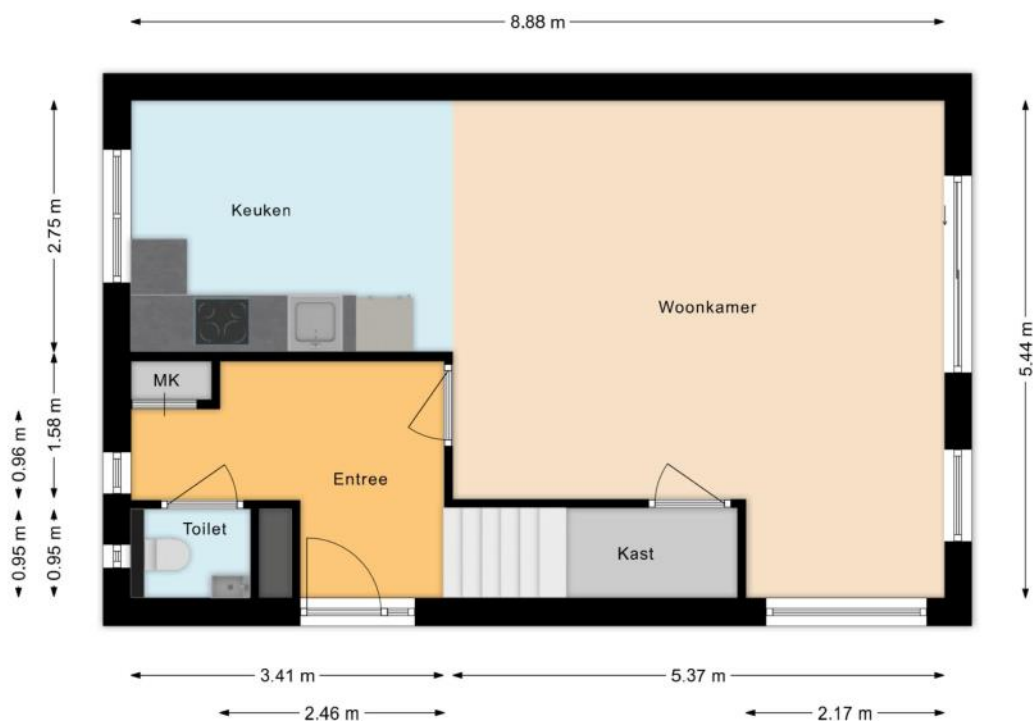 8.88 m
Keuken
2.75 m
Woonkamer
5.44 m
MK
1.58 m
0.96 m
Entree
Toilet
Kast
0.95 m
0.95 m
3.41 m
5.37 m
2.46 m
2.17 m